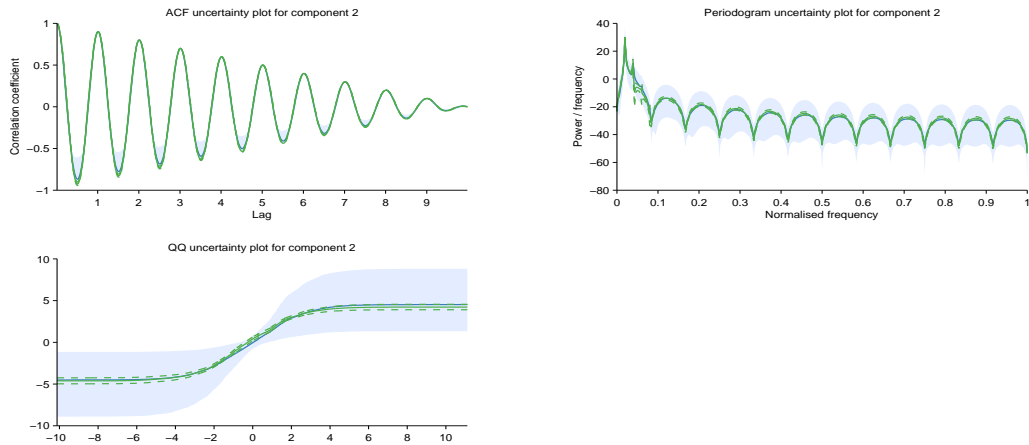 ACF uncertainty plot for component 2
1
0.5
0
−0.5
−1
Correlation coefficient
1 2 3 4 5 6 7 8 9
Lag
Periodogram uncertainty plot for component 2
40
20
0
−20
−40
−60
−80
Power / frequency
0 0.1 0.2 0.3 0.4 0.5 0.6 0.7 0.8 0.9 1
Normalised frequency
QQ uncertainty plot for component 2
10
5
0
−5
−10
−10 −8 −6 −4 −2 0 2 4 6 8 10